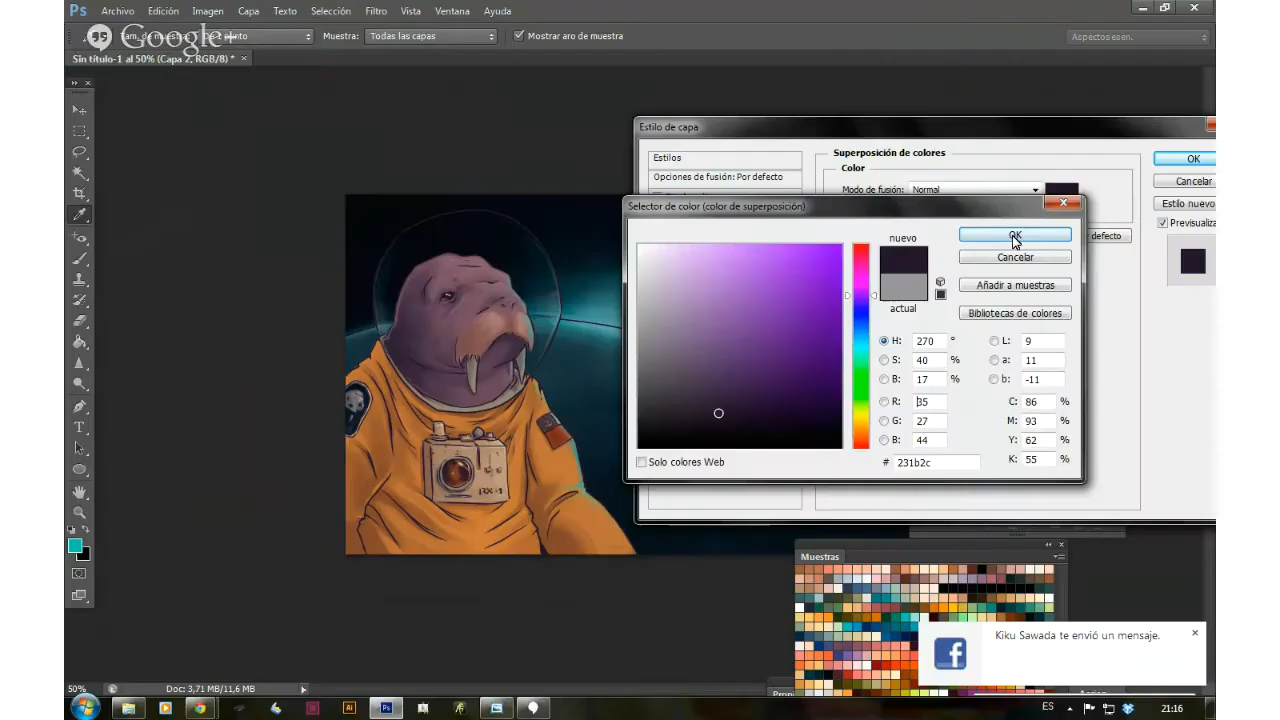 Ps Archivo Edición Imagen Capa Texto Selección Filtro Vista Ventana Ayuda
Google+
Muestra: Todas las capas Mostrar aro de muestra Aspectos esen.
Sin título-1 al 50% (Capa 2, RGB/8) * ×
Estilo de capa
Estilos
Opciones de fusión: Por defecto
Superposición de colores
Color
Modo de fusión: Normal
OK
Cancelar
Estilo nuevo
Previsualiza
defecto
Selector de color (color de superposición)
nuevo
actual
OK
Cancelar
Añadir a muestras
Bibliotecas de colores
H: 270 °
S: 40 %
B: 17 %
R: 35
G: 27
B: 44
# 231b2c
L: 9
a: 11
b: -11
C: 86 %
M: 93 %
Y: 62 %
K: 55 %
Solo colores Web
Muestras
Kiku Sawada te envió un mensaje.
50% Doc: 3,71 MB/11,6 MB
Ai Ps
ES 21:16